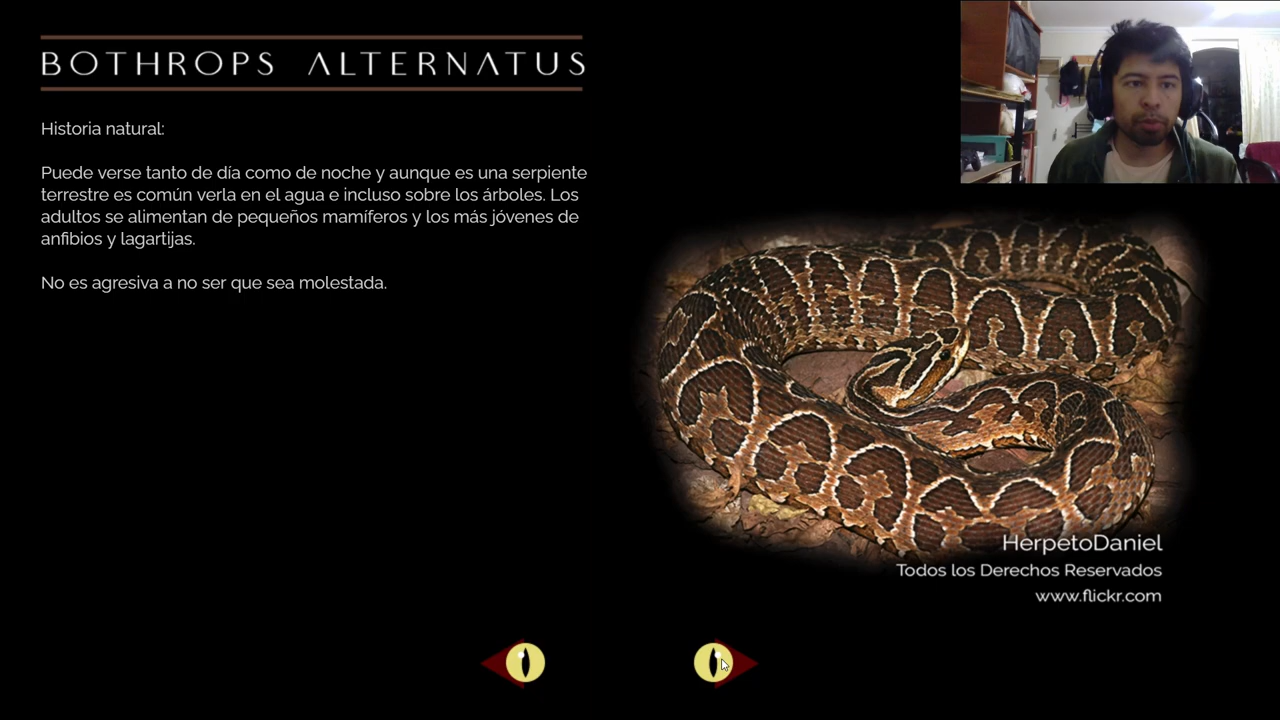 BOTHROPS ALTERNATUS
Historia natural:
Puede verse tanto de día como de noche y aunque es una serpiente
terrestre es común verla en el agua e incluso sobre los árboles. Los
adultos se alimentan de pequeños mamíferos y los más jóvenes de
anfibios y lagartijas.
No es agresiva a no ser que sea molestada.
HerpetoDaniel
Todos los Derechos Reservados
www.flickr.com